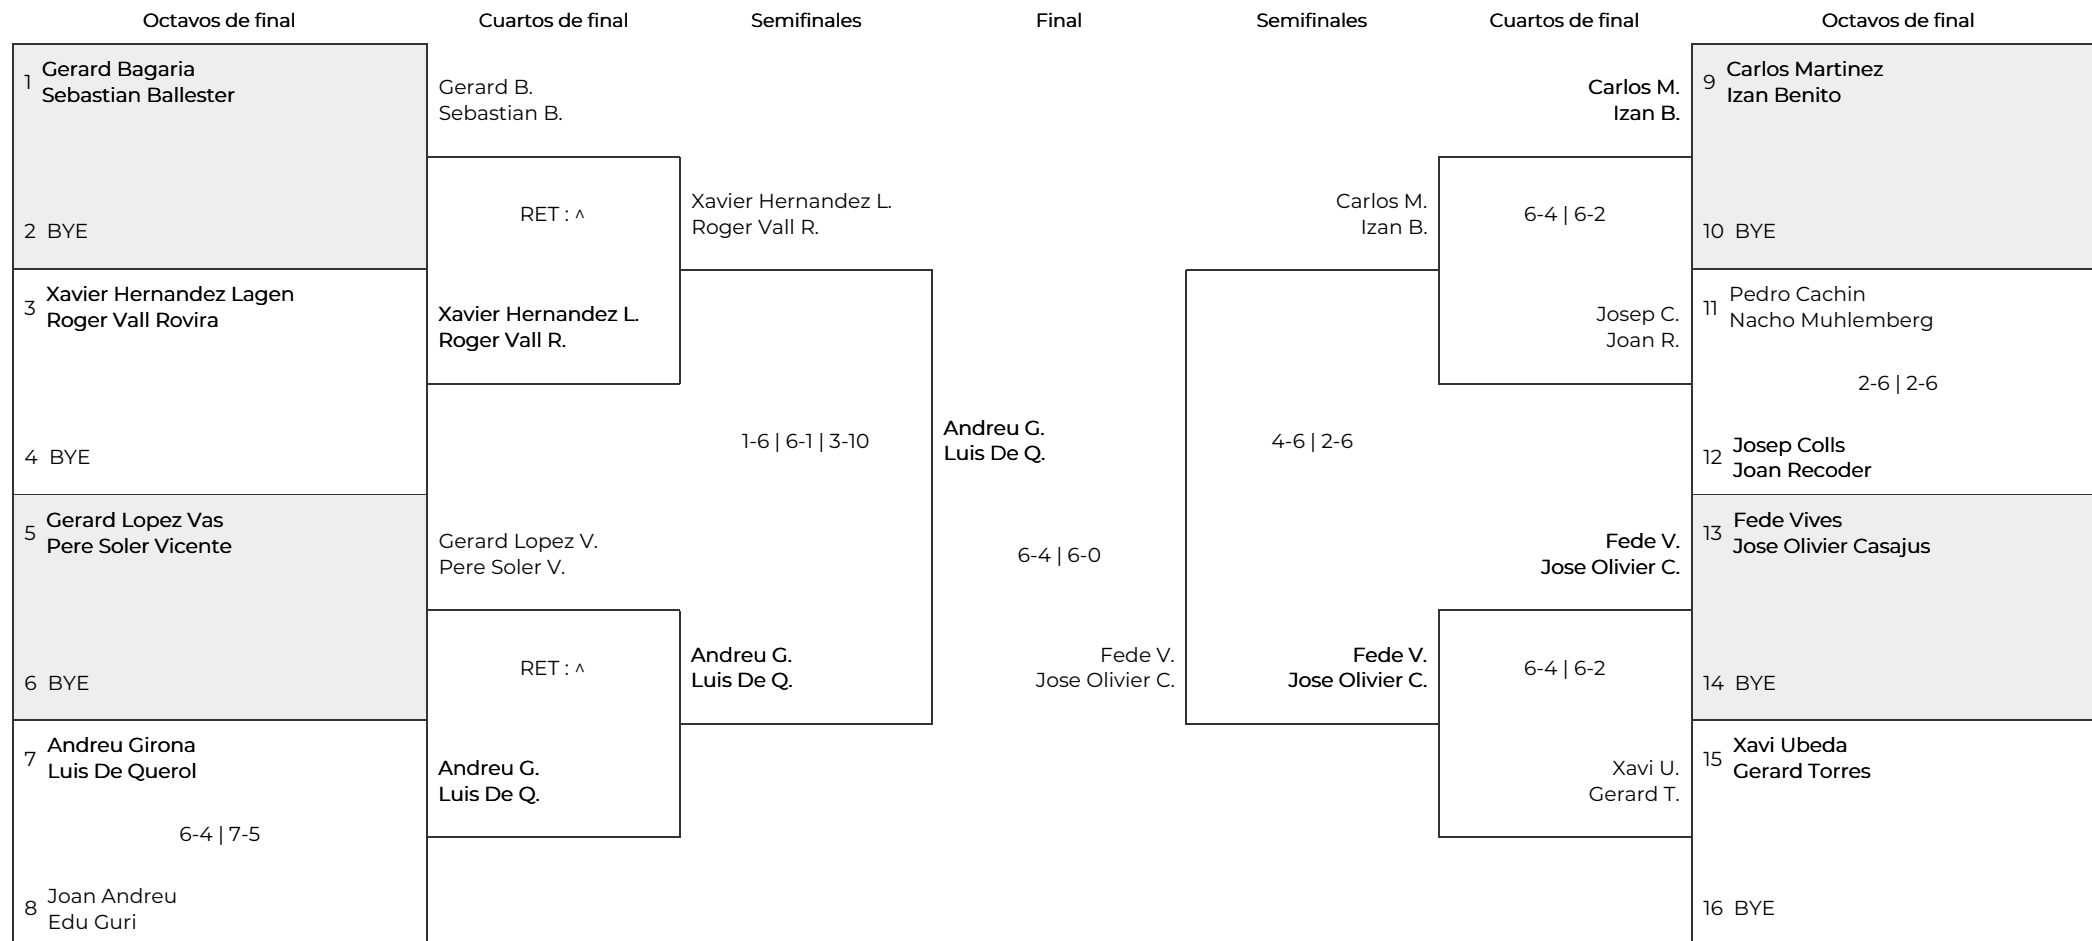 Octavos de final
Cuartos de final
Semifinales
Final
Semifinales
Cuartos de final
Octavos de final
1 Gerard Bagaria
Sebastian Ballester
2 BYE
3 Xavier Hernandez Lagen
Roger Vall Rovira
4 BYE
5 Gerard Lopez Vas
Pere Soler Vicente
6 BYE
7 Andreu Girona
Luis De Querol
6-4 | 7-5
8 Joan Andreu
Edu Guri
Gerard B.
Sebastian B.
RET : ^
Xavier Hernandez L.
Roger Vall R.
Gerard Lopez V.
Pere Soler V.
RET : ^
Andreu G.
Luis De Q.
Xavier Hernandez L.
Roger Vall R.
1-6 | 6-1 | 3-10
Andreu G.
Luis De Q.
Andreu G.
Luis De Q.
6-4 | 6-0
Fede V.
Jose Olivier C.
Carlos M.
Izan B.
4-6 | 2-6
Fede V.
Jose Olivier C.
Carlos M.
Izan B.
6-4 | 6-2
Josep C.
Joan R.
Fede V.
Jose Olivier C.
6-4 | 6-2
Xavi U.
Gerard T.
9 Carlos Martinez
Izan Benito
10 BYE
11 Pedro Cachin
Nacho Muhlemberg
2-6 | 2-6
12 Josep Colls
Joan Recoder
13 Fede Vives
Jose Olivier Casajus
14 BYE
15 Xavi Ubeda
Gerard Torres
16 BYE